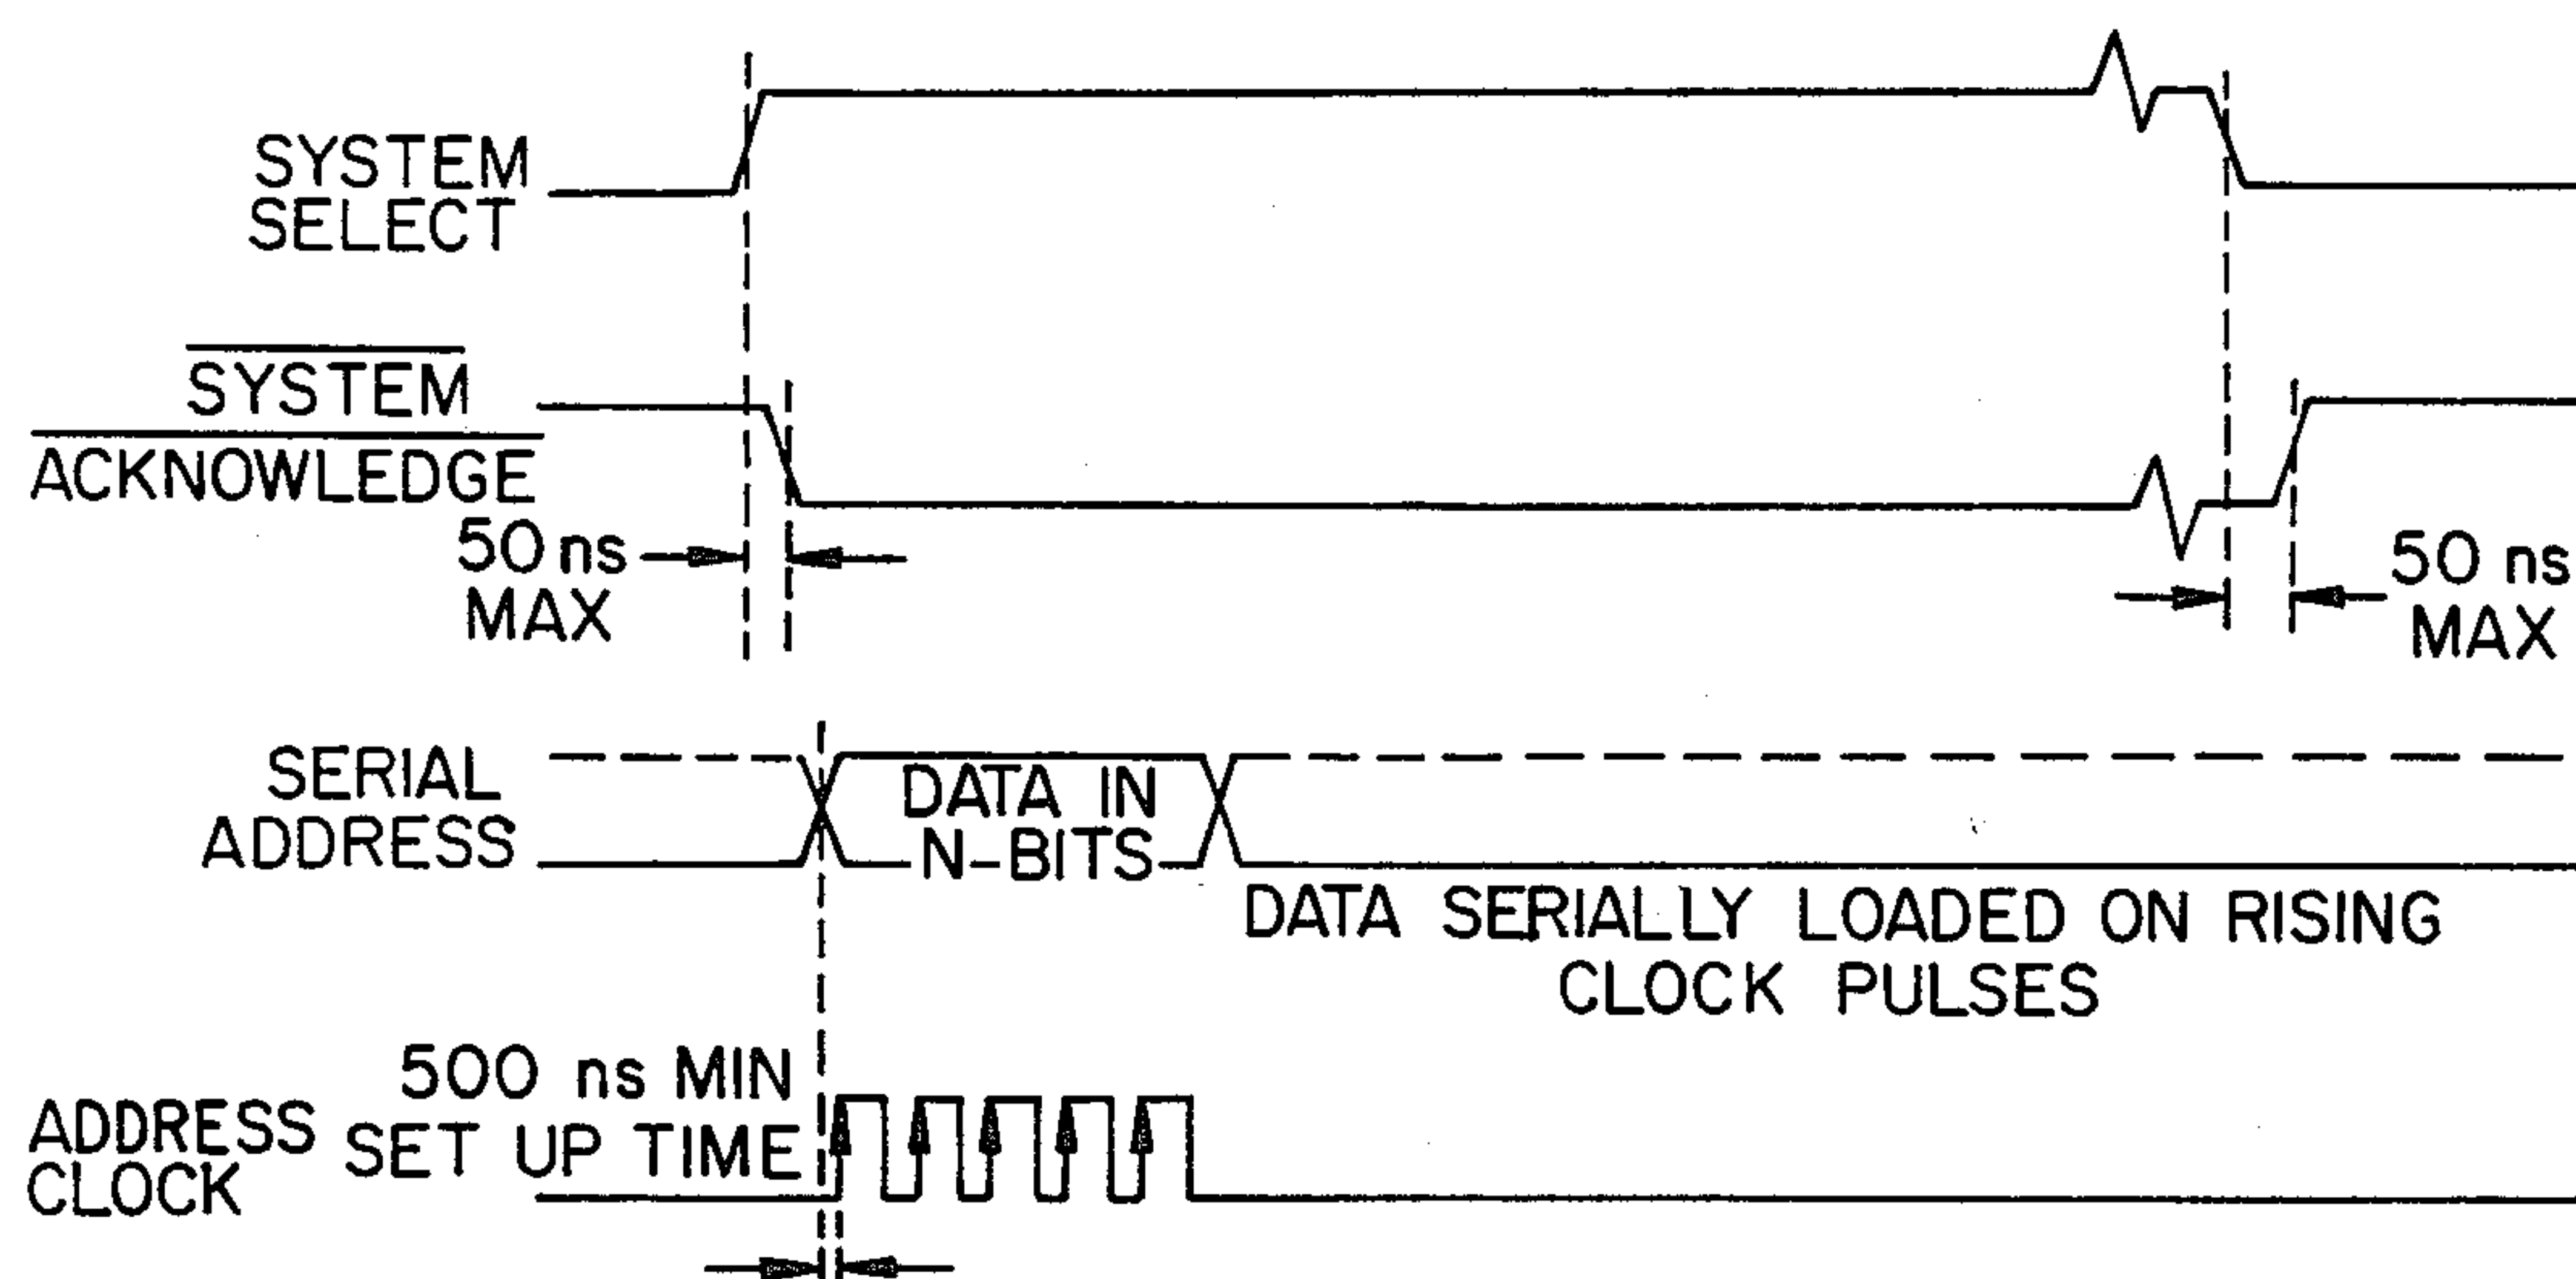 SYSTEM
SELECT
SYSTEM
ACKNOWLEDGE
50 ns
MAX
50 ns
MAX
SERIAL
ADDRESS
DATA IN
N-BITS
DATA SERIALLY LOADED ON RISING
CLOCK PULSES
500 ns MIN
SET UP TIME
ADDRESS
CLOCK